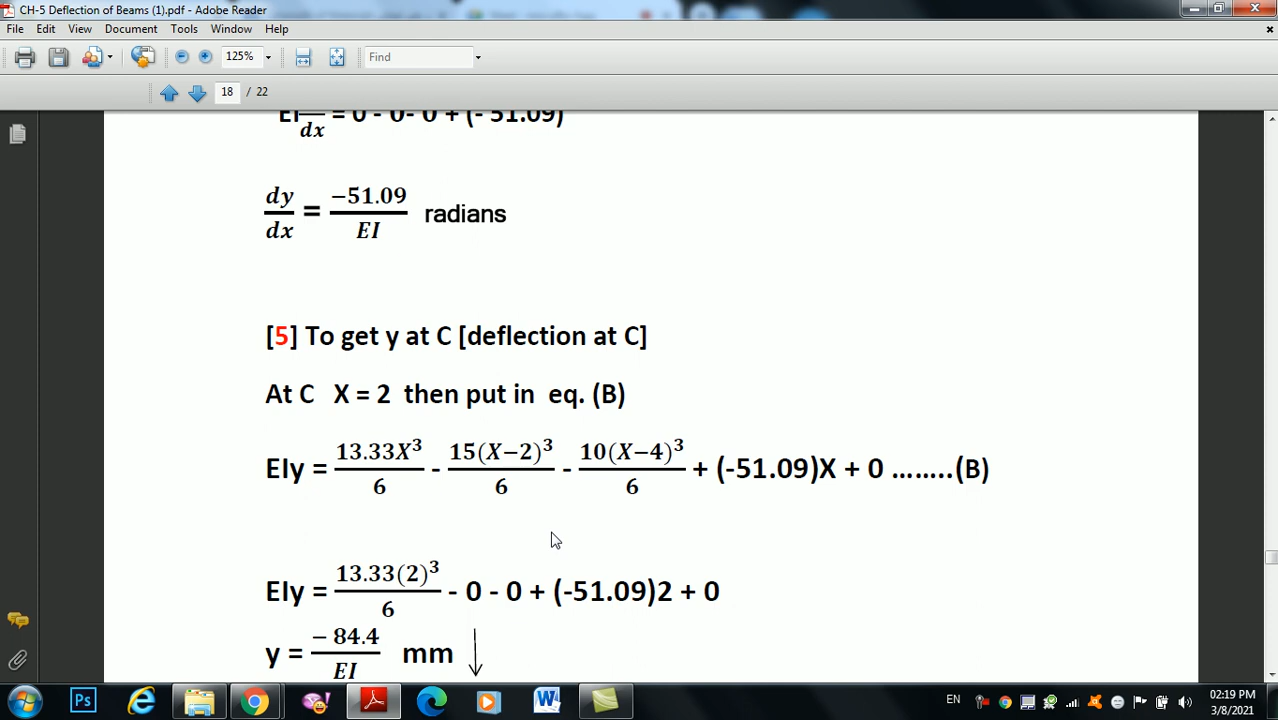 CH-5 Deflection of Beams (1).pdf - Adobe Reader
File Edit View Document Tools Window Help
125% Find
18 / 22
EI dx = 0 - 0- 0 + (- 51.09)
dy/dx = −51.09/EI radians
[5] To get y at C [deflection at C]
At C X = 2 then put in eq. (B)
EIy = 13.33X³/6 - 15(X−2)³/6 - 10(X−4)³/6 + (-51.09)X + 0 ........(B)
EIy = 13.33(2)³/6 - 0 - 0 + (-51.09)2 + 0
y = − 84.4/EI mm
Ps W EN 02:19 PM
3/8/2021